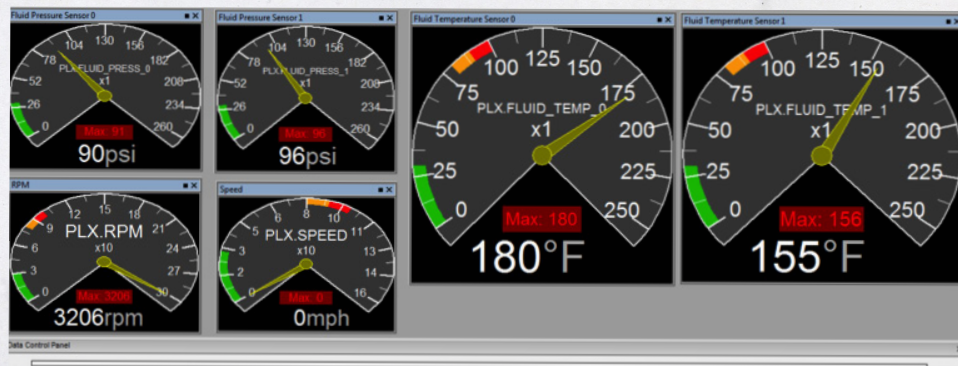 Fluid Pressure Sensor 0
0
26
52
78
104
130
156
182
208
234
260
PLX.FLUID_PRESS_0
x1
Max: 91
90psi
Fluid Pressure Sensor 1
0
26
52
78
104
130
156
182
208
234
260
PLX.FLUID_PRESS_1
x1
Max: 96
96psi
Fluid Temperature Sensor 0
0
25
50
75
100
125
150
175
200
225
250
PLX.FLUID_TEMP_0
x1
Max: 180
180°F
Fluid Temperature Sensor 1
0
25
50
75
100
125
150
175
200
225
250
PLX.FLUID_TEMP_1
x1
Max: 156
155°F
RPM
0
3
6
9
12
15
18
21
24
27
30
PLX.RPM
x10
Max: 3206
3206rpm
Speed
0
2
3
5
6
8
10
11
13
14
16
PLX.SPEED
x10
Max: 0
0mph
Data Control Panel